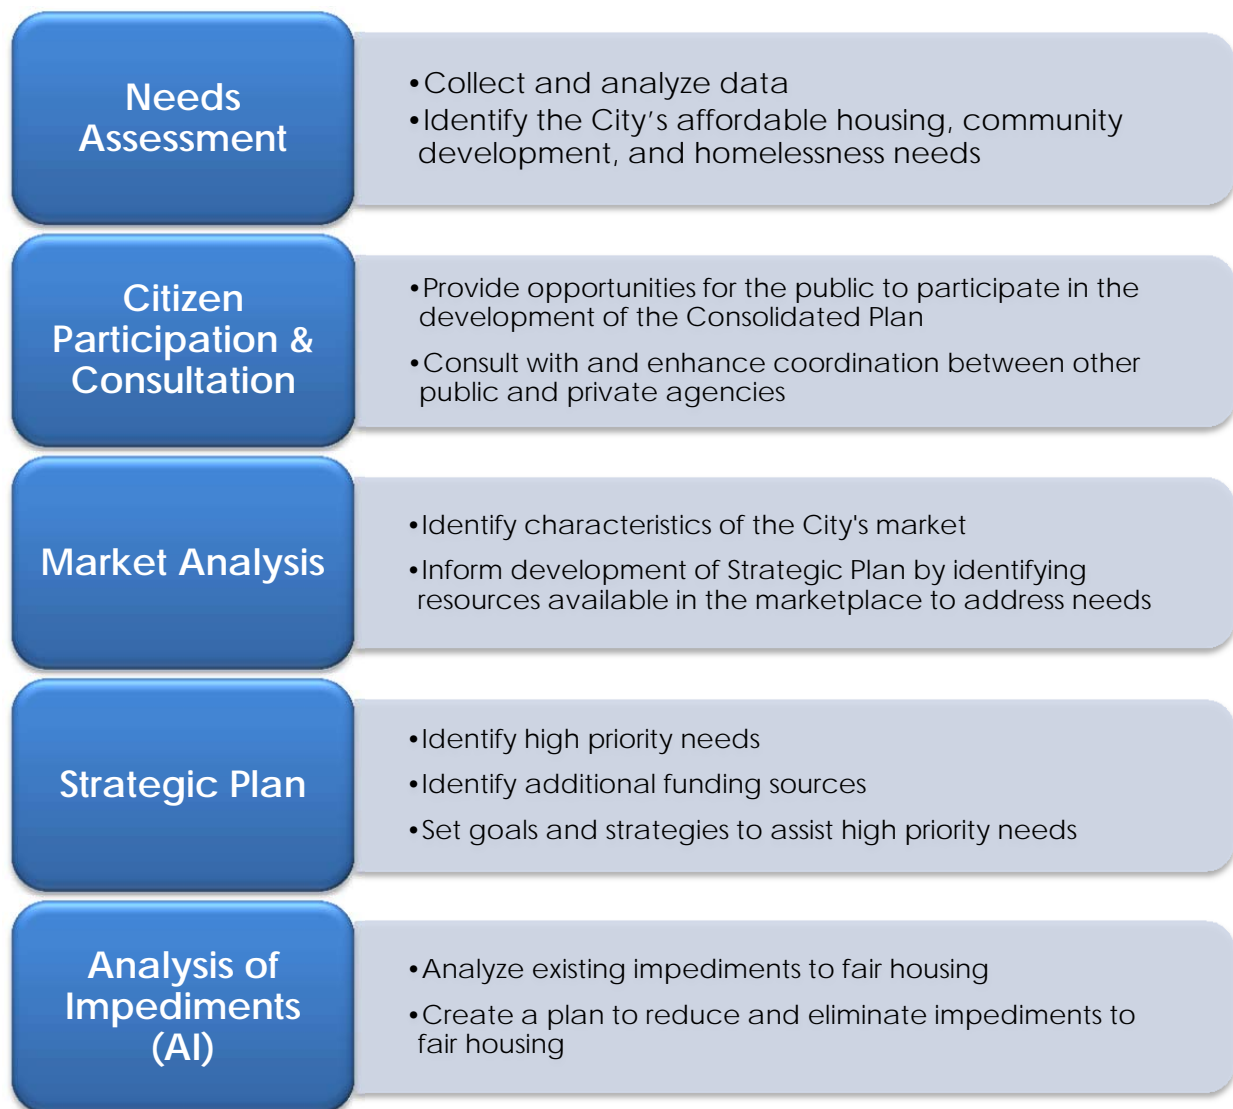 Needs
Assessment
•Collect and analyze data
•Identify the City’s affordable housing, community
development, and homelessness needs
Citizen
Participation &
Consultation
•Provide opportunities for the public to participate in the
development of the Consolidated Plan
•Consult with and enhance coordination between other
public and private agencies
Market Analysis
•Identify characteristics of the City's market
•Inform development of Strategic Plan by identifying
resources available in the marketplace to address needs
Strategic Plan
•Identify high priority needs
•Identify additional funding sources
•Set goals and strategies to assist high priority needs
Analysis of
Impediments
(AI)
•Analyze existing impediments to fair housing
•Create a plan to reduce and eliminate impediments to
fair housing